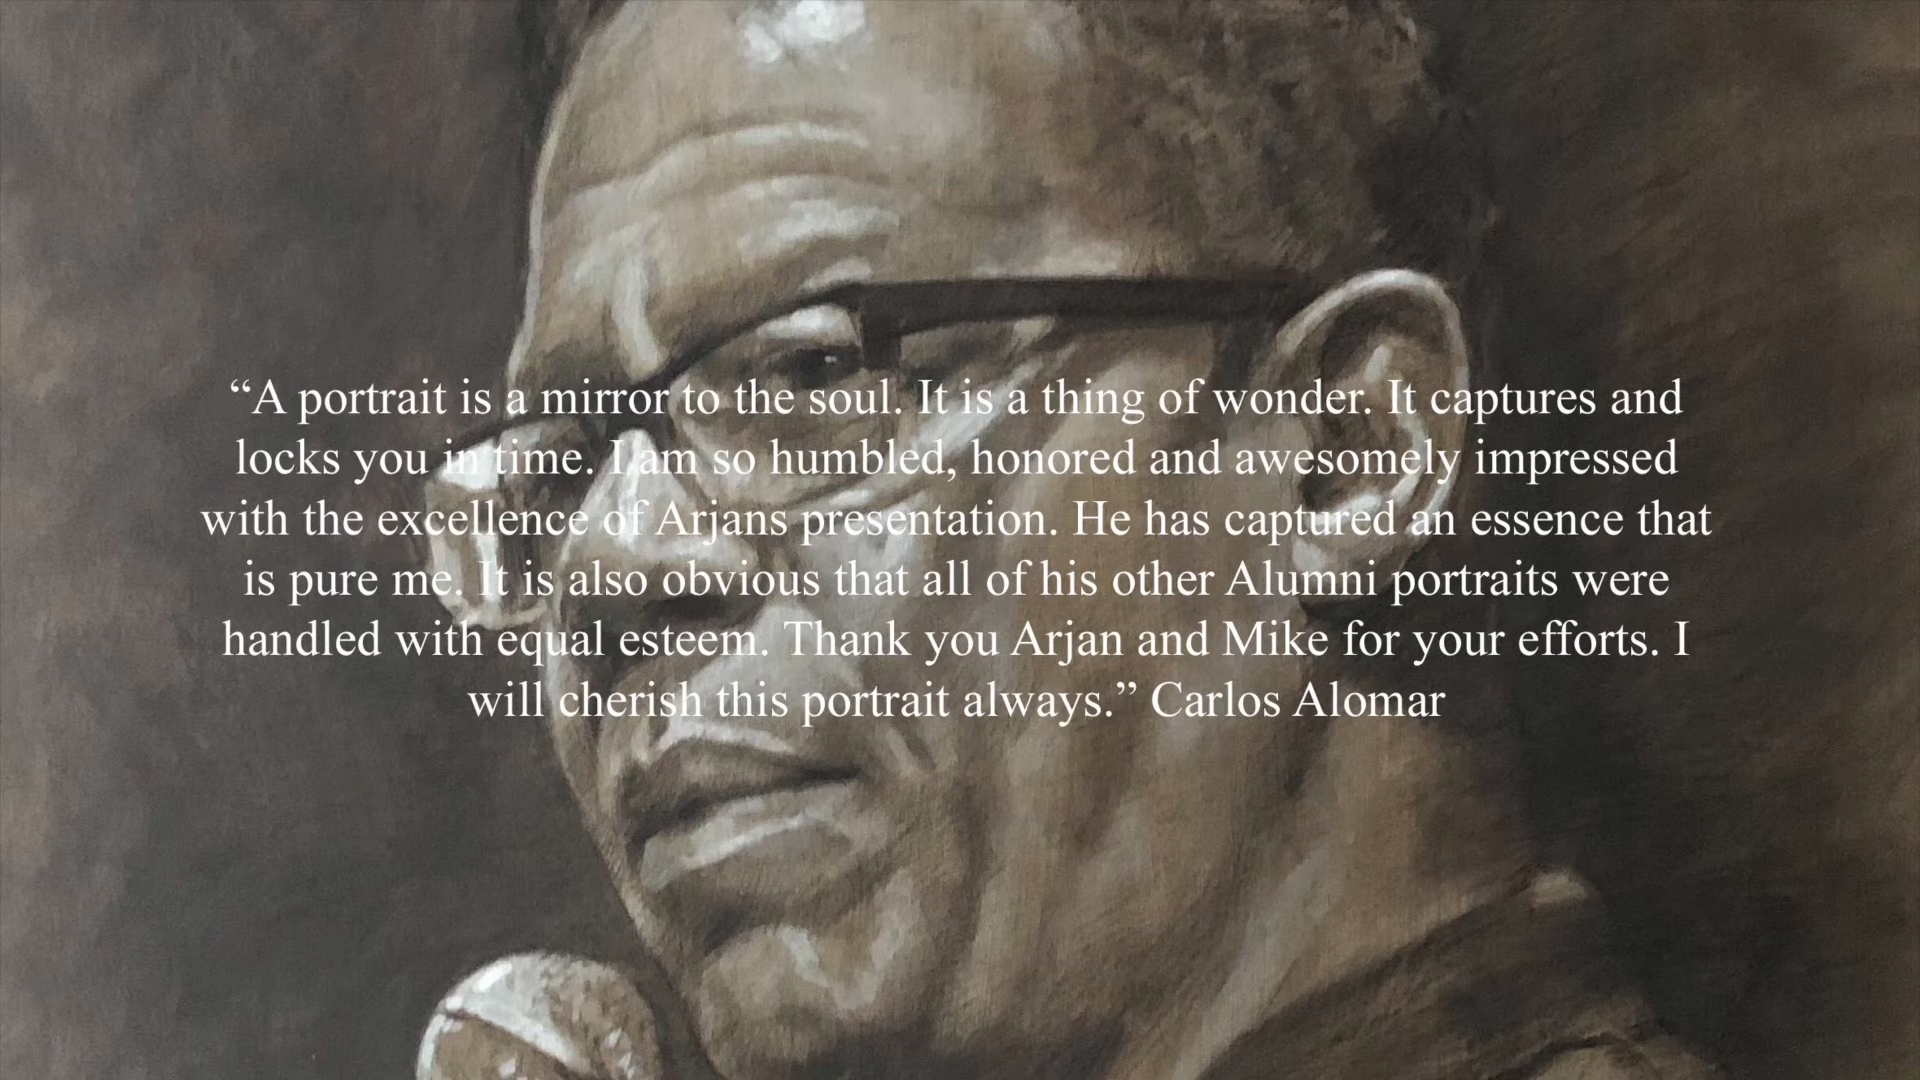 “A portrait is a mirror to the soul. It is a thing of wonder. It captures and
locks you in time. I am so humbled, honored and awesomely impressed
with the excellence of Arjans presentation. He has captured an essence that
is pure me. It is also obvious that all of his other Alumni portraits were
handled with equal esteem. Thank you Arjan and Mike for your efforts. I
will cherish this portrait always.” Carlos Alomar